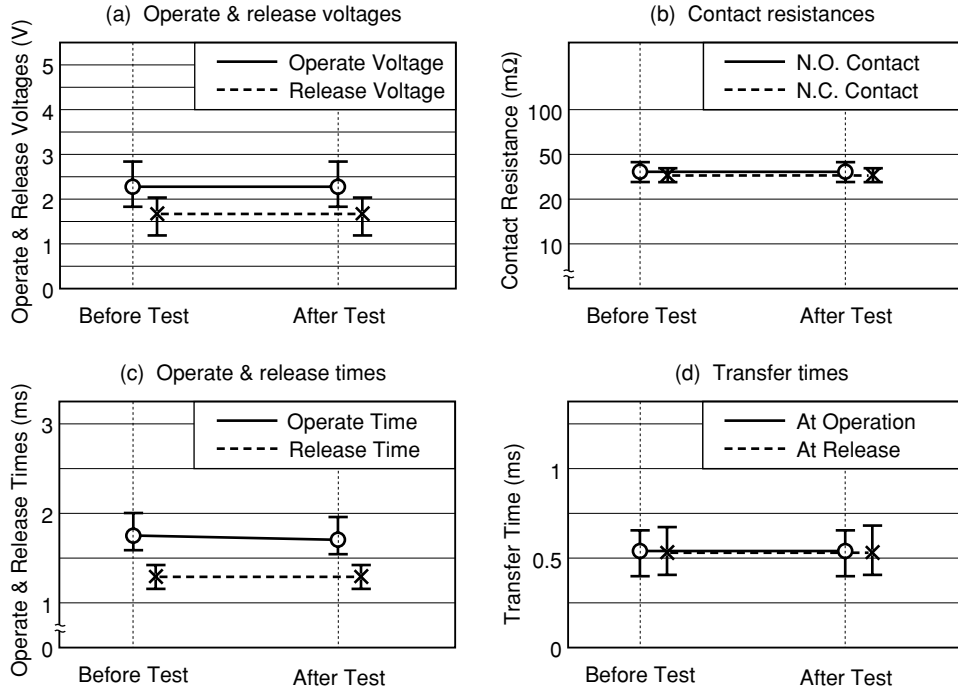 (a) Operate & release voltages
Operate & Release Voltages (V)
5
4
3
2
1
0
Operate Voltage
Release Voltage
Before Test
After Test
(b) Contact resistances
Contact Resistance (mΩ)
100
50
20
10
N.O. Contact
N.C. Contact
Before Test
After Test
(c) Operate & release times
Operate & Release Times (ms)
3
2
1
0
Operate Time
Release Time
Before Test
After Test
(d) Transfer times
Transfer Time (ms)
1
0.5
0
At Operation
At Release
Before Test
After Test